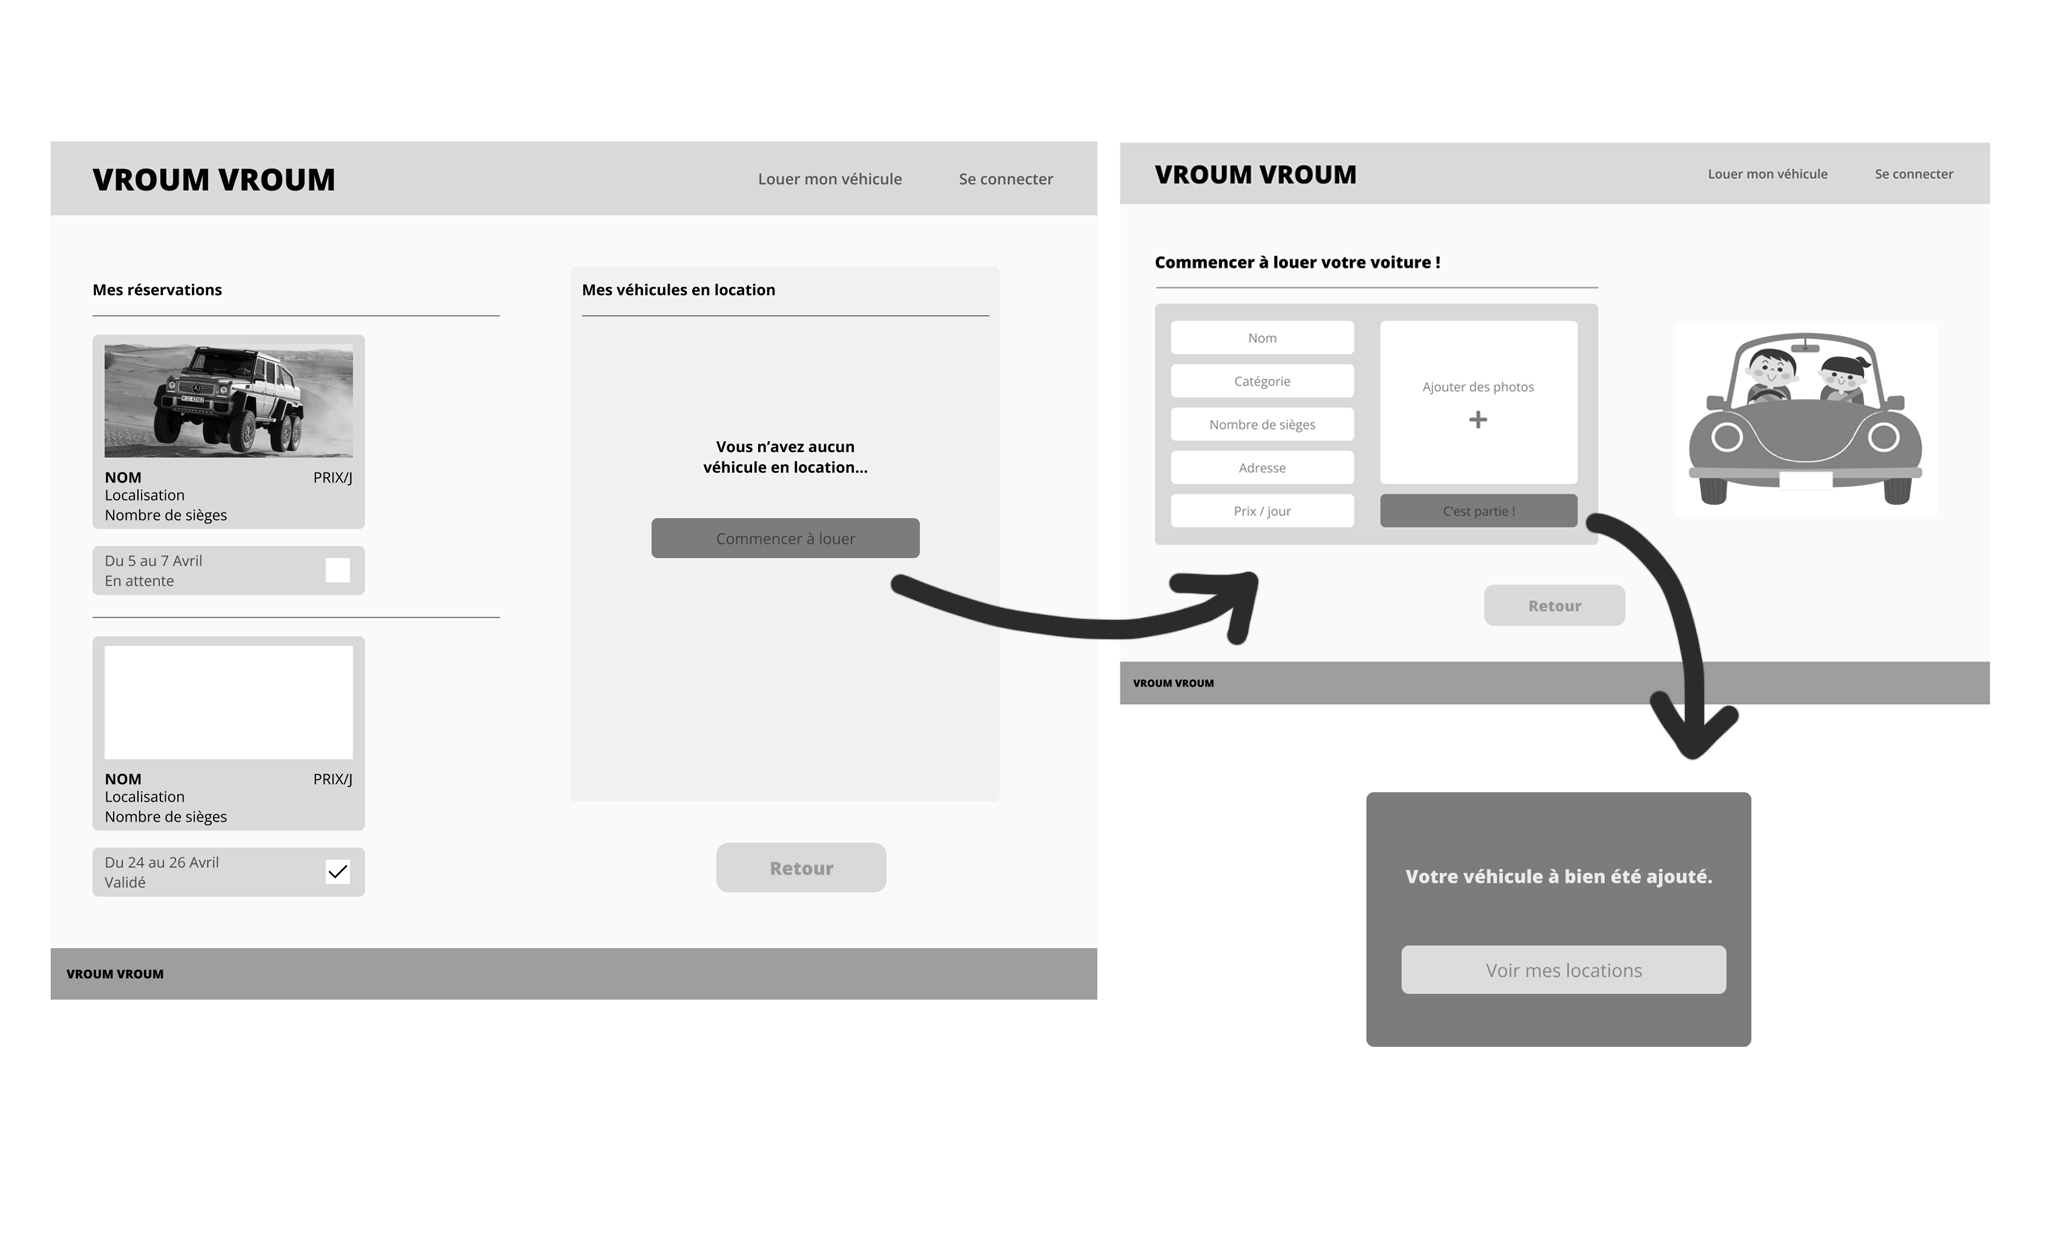 VROUM VROUM
Louer mon véhicule
Se connecter
Mes réservations
NOM
PRIX/J
Localisation
Nombre de sièges
Du 5 au 7 Avril
En attente
NOM
PRIX/J
Localisation
Nombre de sièges
Du 24 au 26 Avril
Validé
Mes véhicules en location
Vous n’avez aucun
véhicule en location...
Commencer à louer
Retour
VROUM VROUM
VROUM VROUM
Louer mon véhicule
Se connecter
Commencer à louer votre voiture !
Nom
Catégorie
Nombre de sièges
Adresse
Prix / jour
Ajouter des photos
+
C'est partie !
Retour
VROUM VROUM
Votre véhicule à bien été ajouté.
Voir mes locations